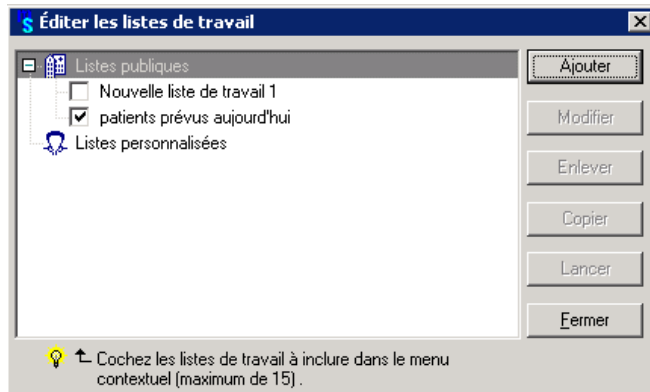 Éditer les listes de travail
Listes publiques
Nouvelle liste de travail 1
patients prévus aujourd'hui
Listes personnalisées
Ajouter
Modifier
Enlever
Copier
Lancer
Fermer
Cochez les listes de travail à inclure dans le menu
contextuel (maximum de 15) .